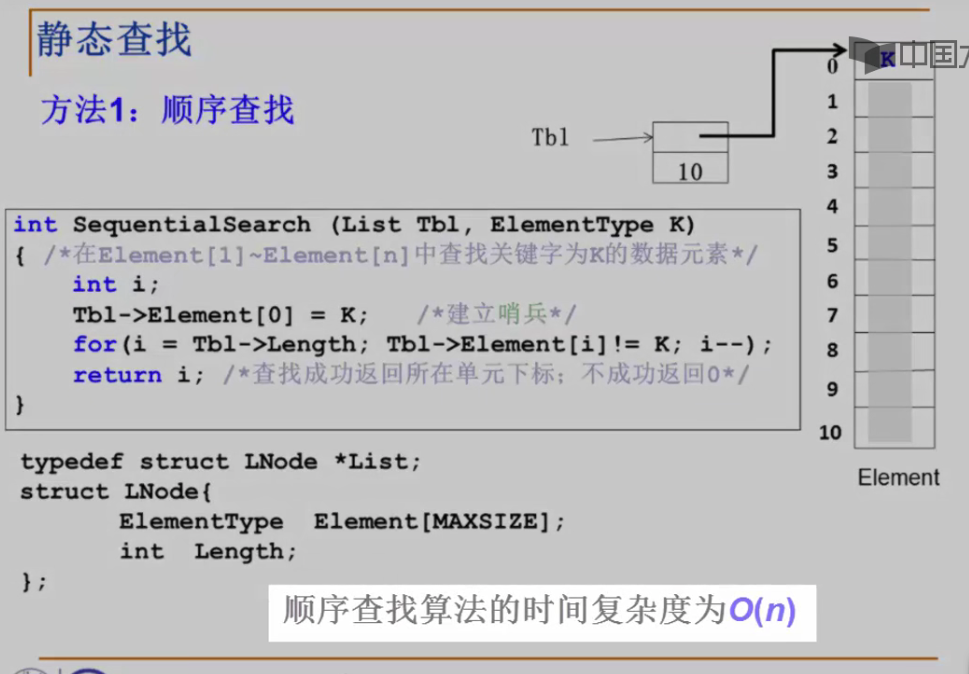 静态查找
中国大
方法1：顺序查找
Tbl
10
K
0
1
2
3
4
5
6
7
8
9
10
Element
int SequentialSearch (List Tbl, ElementType K)
{ /*在Element[1]~Element[n]中查找关键字为K的数据元素*/
int i;
Tbl->Element[0] = K; /*建立哨兵*/
for(i = Tbl->Length; Tbl->Element[i]!= K; i--);
return i; /*查找成功返回所在单元下标；不成功返回0*/
}
typedef struct LNode *List;
struct LNode{
ElementType Element[MAXSIZE];
int Length;
};
顺序查找算法的时间复杂度为O(n)